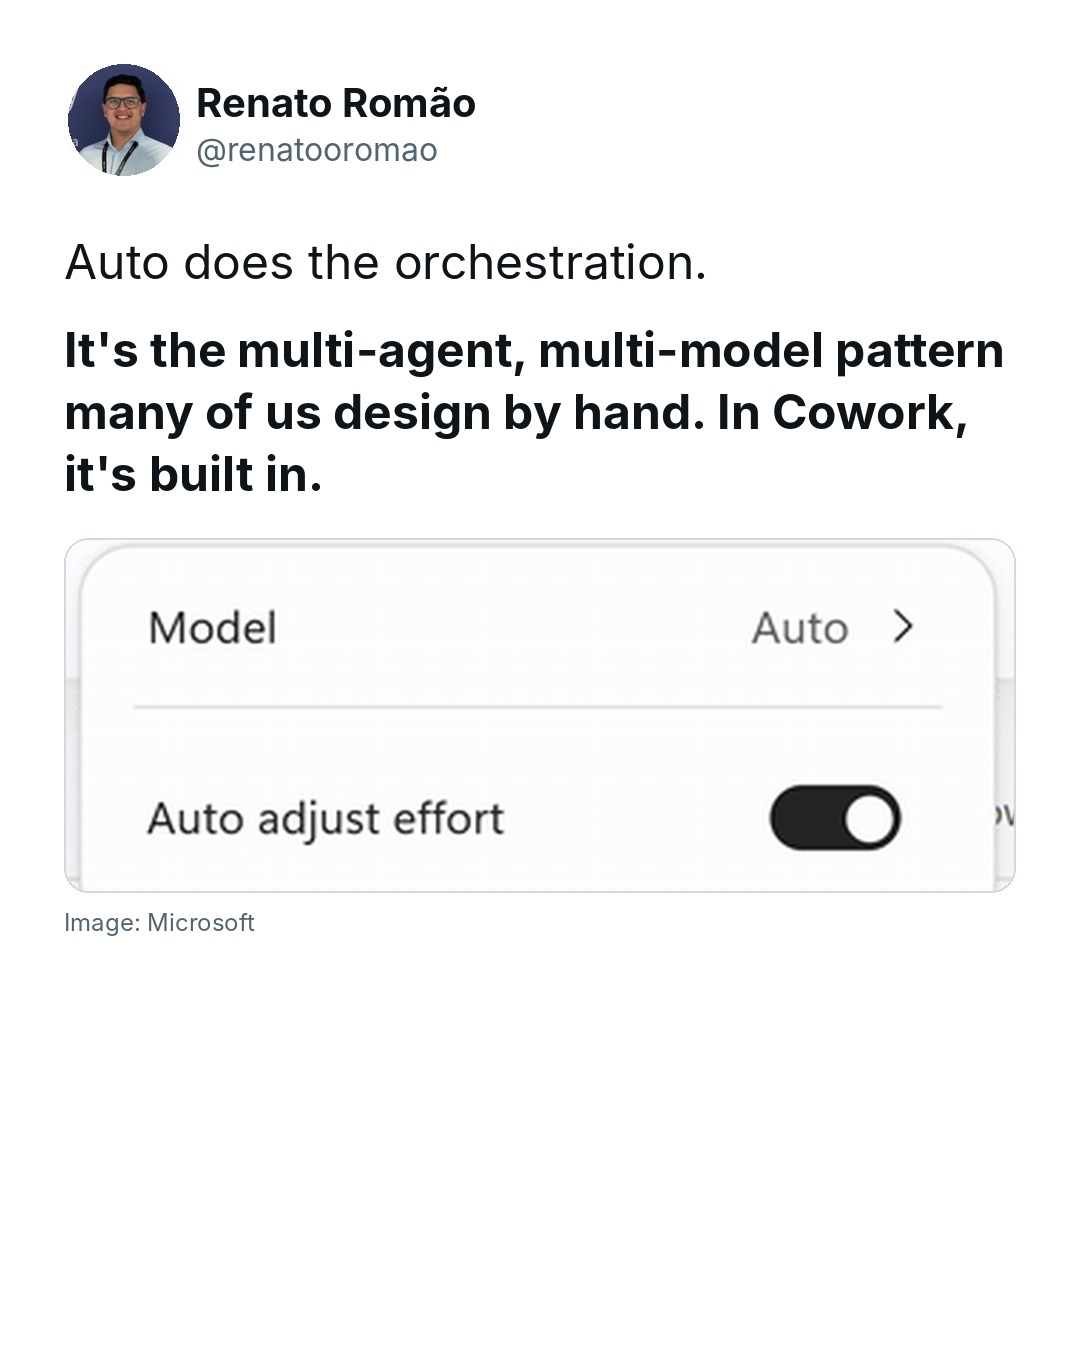 Renato Romão
@renatooromao
Auto does the orchestration.
It's the multi-agent, multi-model pattern
many of us design by hand. In Cowork,
it's built in.
Model Auto
Auto adjust effort
Image: Microsoft